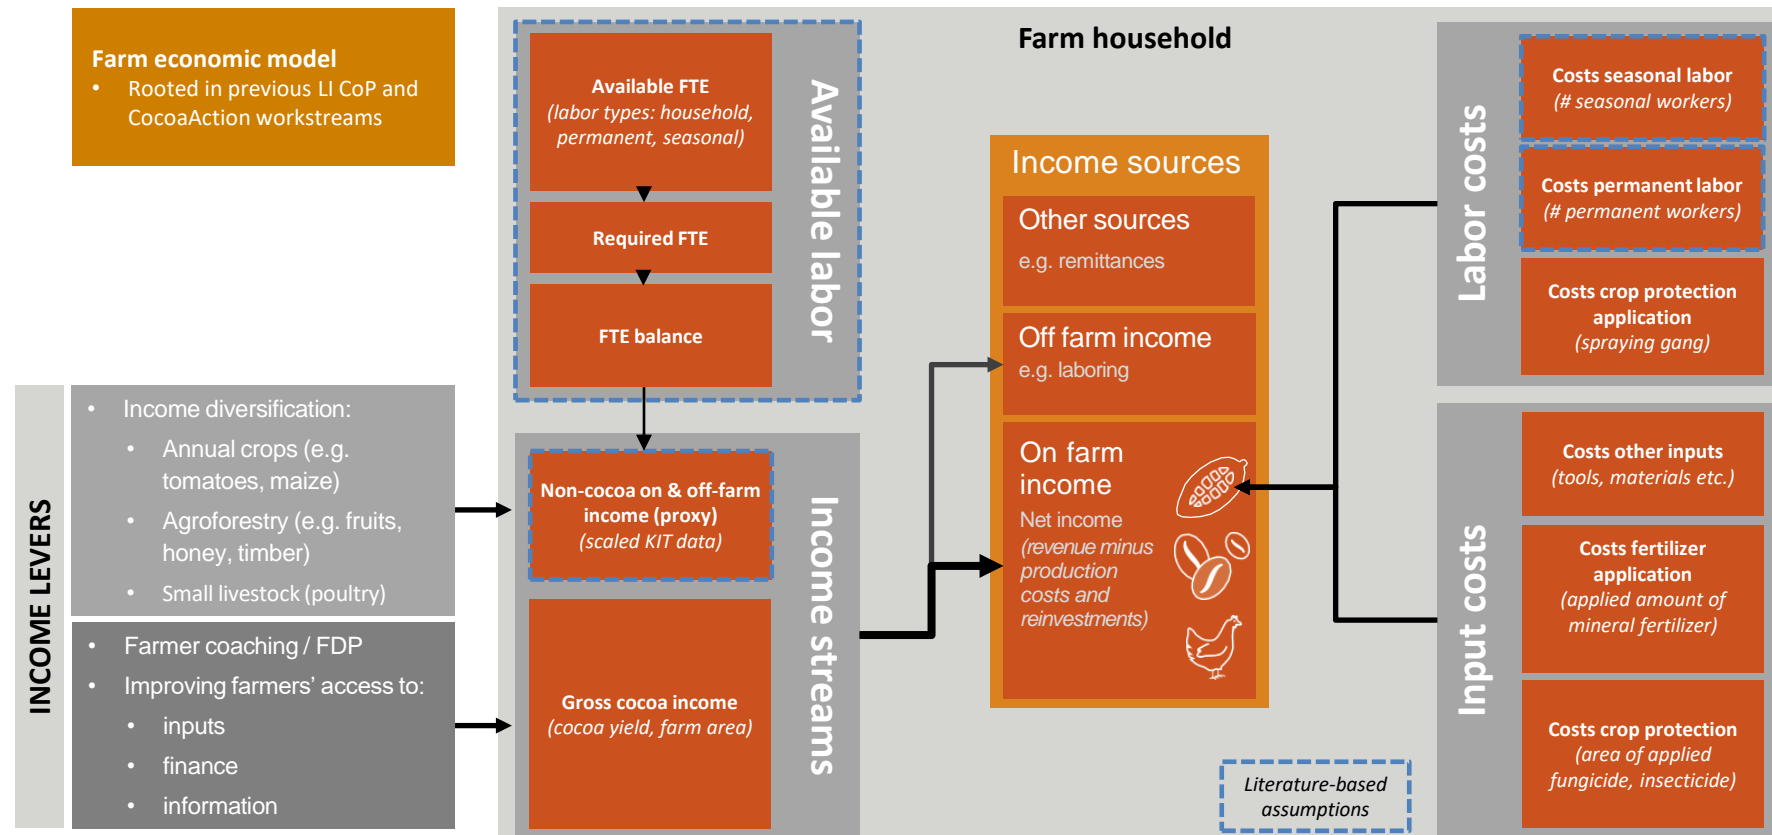 Farm economic model
• Rooted in previous LI CoP and
CocoaAction workstreams
INCOME LEVERS
• Income diversification:
• Annual crops (e.g.
tomatoes, maize)
• Agroforestry (e.g. fruits,
honey, timber)
• Small livestock (poultry)
• Farmer coaching / FDP
• Improving farmers’ access to:
• inputs
• finance
• information
Farm household
Available labor
Available FTE
(labor types: household,
permanent, seasonal)
Required FTE
FTE balance
Income streams
Non-cocoa on & off-farm
income (proxy)
(scaled KIT data)
Gross cocoa income
(cocoa yield, farm area)
Income sources
Other sources
e.g. remittances
Off farm income
e.g. laboring
On farm
income
Net income
(revenue minus
production
costs and
reinvestments)
Labor costs
Costs seasonal labor
(# seasonal workers)
Costs permanent labor
(# permanent workers)
Costs crop protection
application
(spraying gang)
Input costs
Costs other inputs
(tools, materials etc.)
Costs fertilizer
application
(applied amount of
mineral fertilizer)
Costs crop protection
(area of applied
fungicide, insecticide)
Literature-based
assumptions